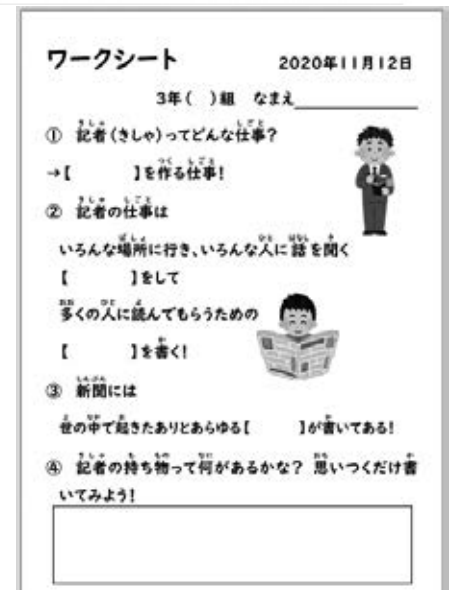 ワークシート 2020年11月12日
3年( )組 なまえ
① 記者(きしゃ)ってどんな仕事?
→【 】を作る仕事!
② 記者の仕事は
いろんな場所に行き、いろんな人に話を聞く
【 】をして
多くの人に読んでもらうための
【 】を書く!
③ 新聞には
世の中で起きたありとあらゆる【 】が書いてある!
④ 記者の持ち物って何があるかな? 思いつくだけ書
いてみよう!